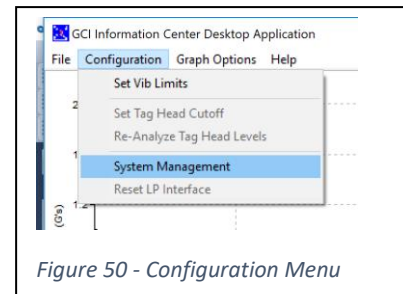 GCI Information Center Desktop Application
File Configuration Graph Options Help
Set Vib Limits
Set Tag Head Cutoff
Re-Analyze Tag Head Levels
System Management
Reset LP Interface
(G's)
Figure 50 - Configuration Menu